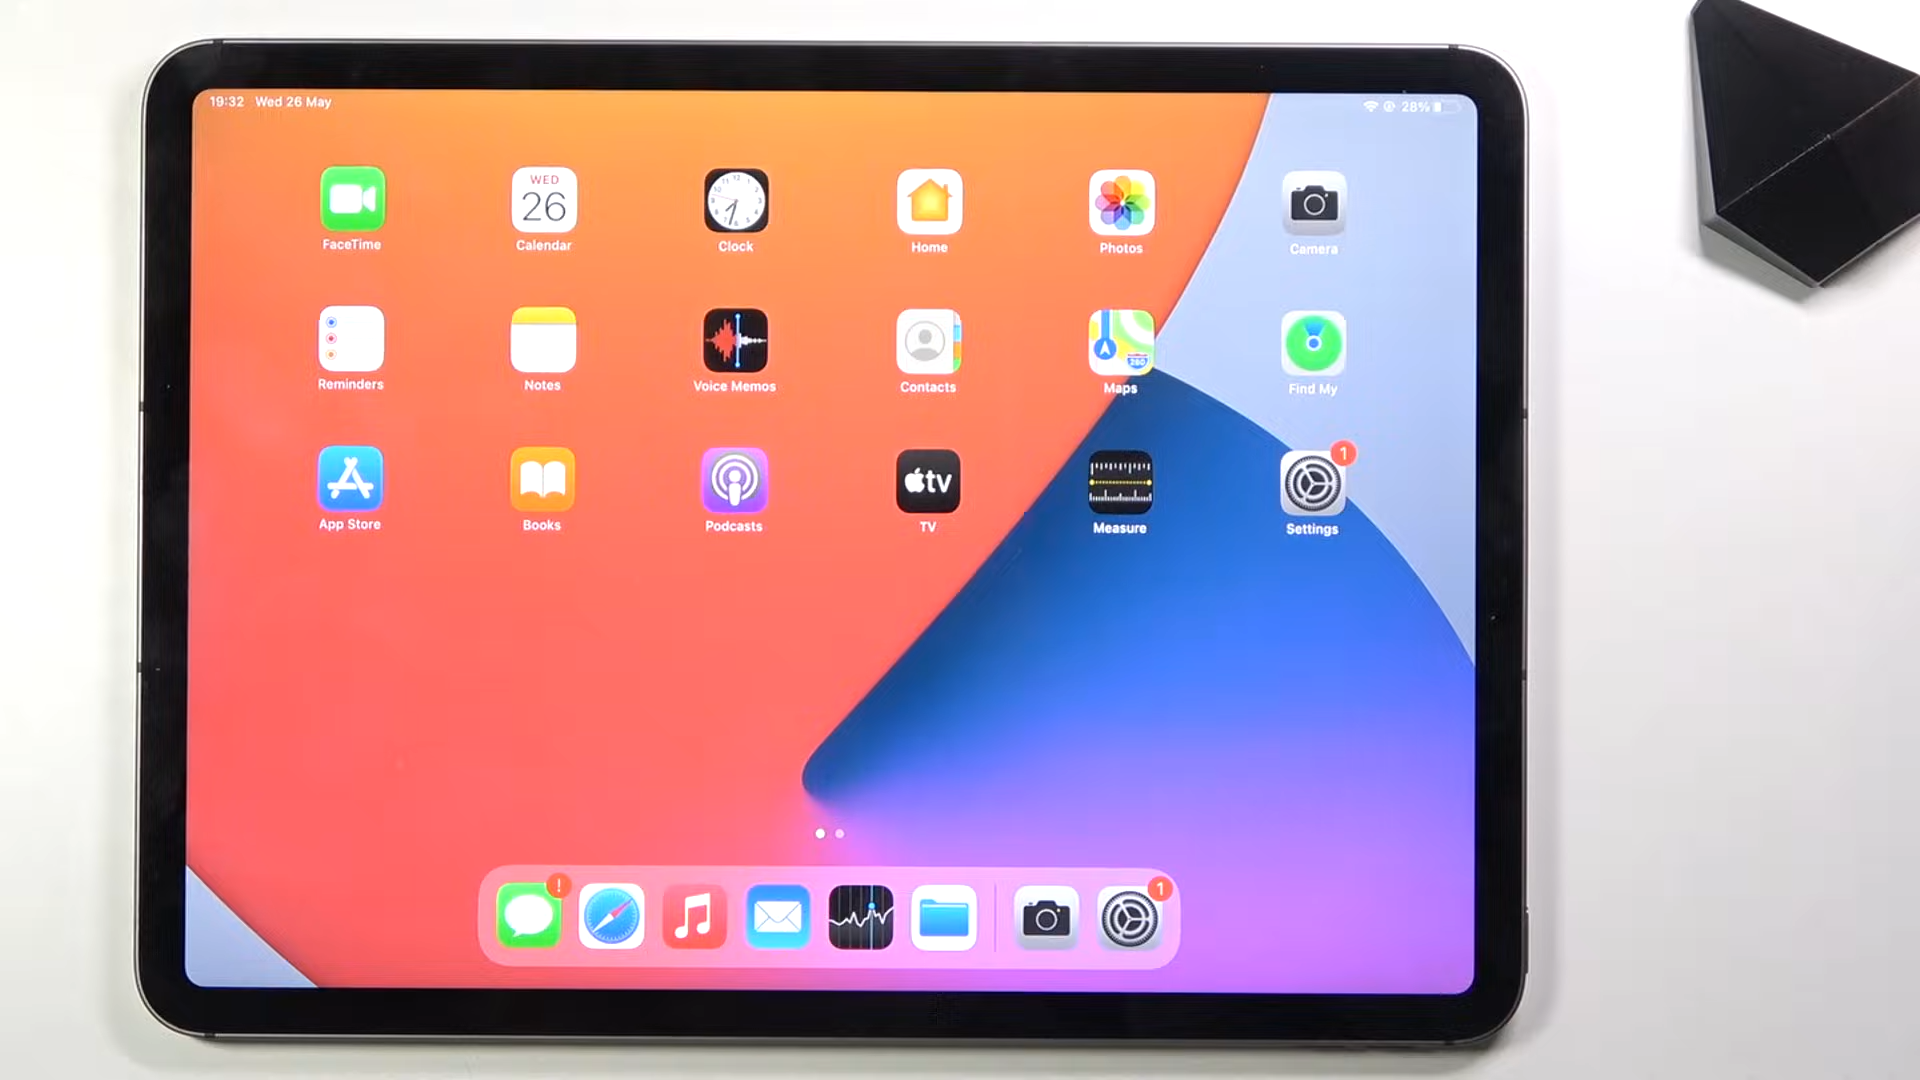 19:32 Wed 26 May
28%
WED
26
FaceTime
Calendar
Clock
Home
Photos
Camera
280
Reminders
Notes
Voice Memos
Contacts
Maps
Find My
1
tv
App Store
Books
Podcasts
TV
Measure
Settings
!
1